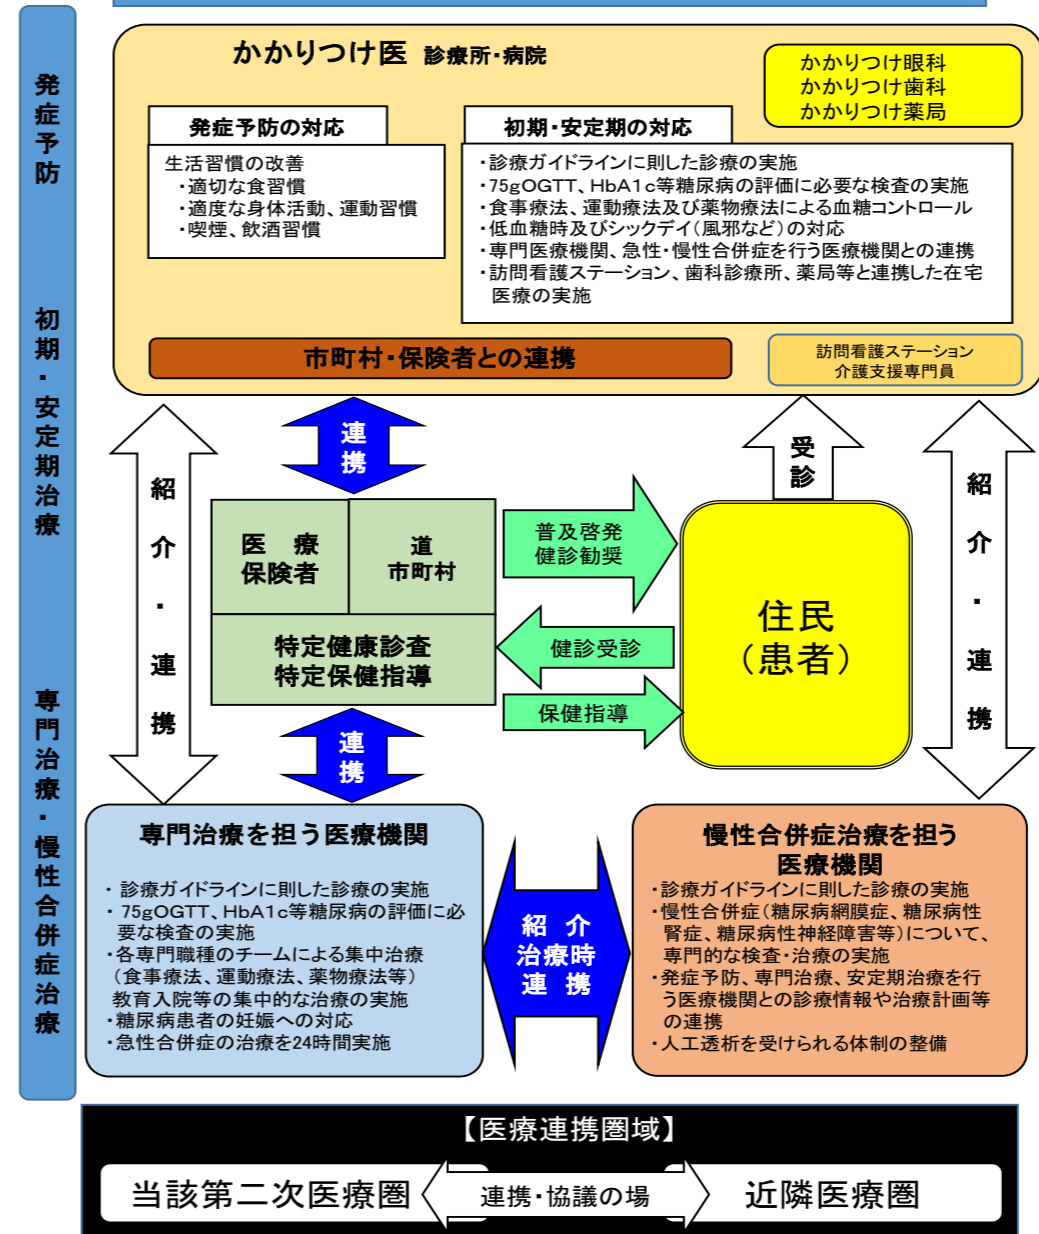 発症予防
初期・安定期治療
専門治療・慢性合併症治療
かかりつけ医 診療所・病院
かかりつけ眼科
かかりつけ歯科
かかりつけ薬局
発症予防の対応
生活習慣の改善
・適切な食習慣
・適度な身体活動、運動習慣
・喫煙、飲酒習慣
初期・安定期の対応
・診療ガイドラインに則した診療の実施
・75gOGTT、HbA1c等糖尿病の評価に必要な検査の実施
・食事療法、運動療法及び薬物療法による血糖コントロール
・低血糖時及びシックデイ（風邪など）の対応
・専門医療機関、急性・慢性合併症を行う医療機関との連携
・訪問看護ステーション、歯科診療所、薬局等と連携した在宅
医療の実施
市町村・保険者との連携
訪問看護ステーション
介護支援専門員
紹介・連携
連携
受診
紹介・連携
医 療
保険者
道
市町村
特定健康診査
特定保健指導
普及啓発
健診勧奨
健診受診
保健指導
住民
（患者）
連携
専門治療を担う医療機関
・ 診療ガイドラインに則した診療の実施
・ 75gOGTT、HbA1c等糖尿病の評価に必
要な検査の実施
・各専門職種のチームによる集中治療
（食事療法、運動療法、薬物療法等）
教育入院等の集中的な治療の実施
・糖尿病患者の妊娠への対応
・急性合併症の治療を24時間実施
紹 介
治療時
連 携
慢性合併症治療を担う
医療機関
・診療ガイドラインに則した診療の実施
・慢性合併症（糖尿病網膜症、糖尿病性
腎症、糖尿病性神経障害等）について、
専門的な検査・治療の実施
・発症予防、専門治療、安定期治療を行
う医療機関との診療情報や治療計画等
の連携
・人工透析を受けられる体制の整備
【医療連携圏域】
当該第二次医療圏
連携・協議の場
近隣医療圏